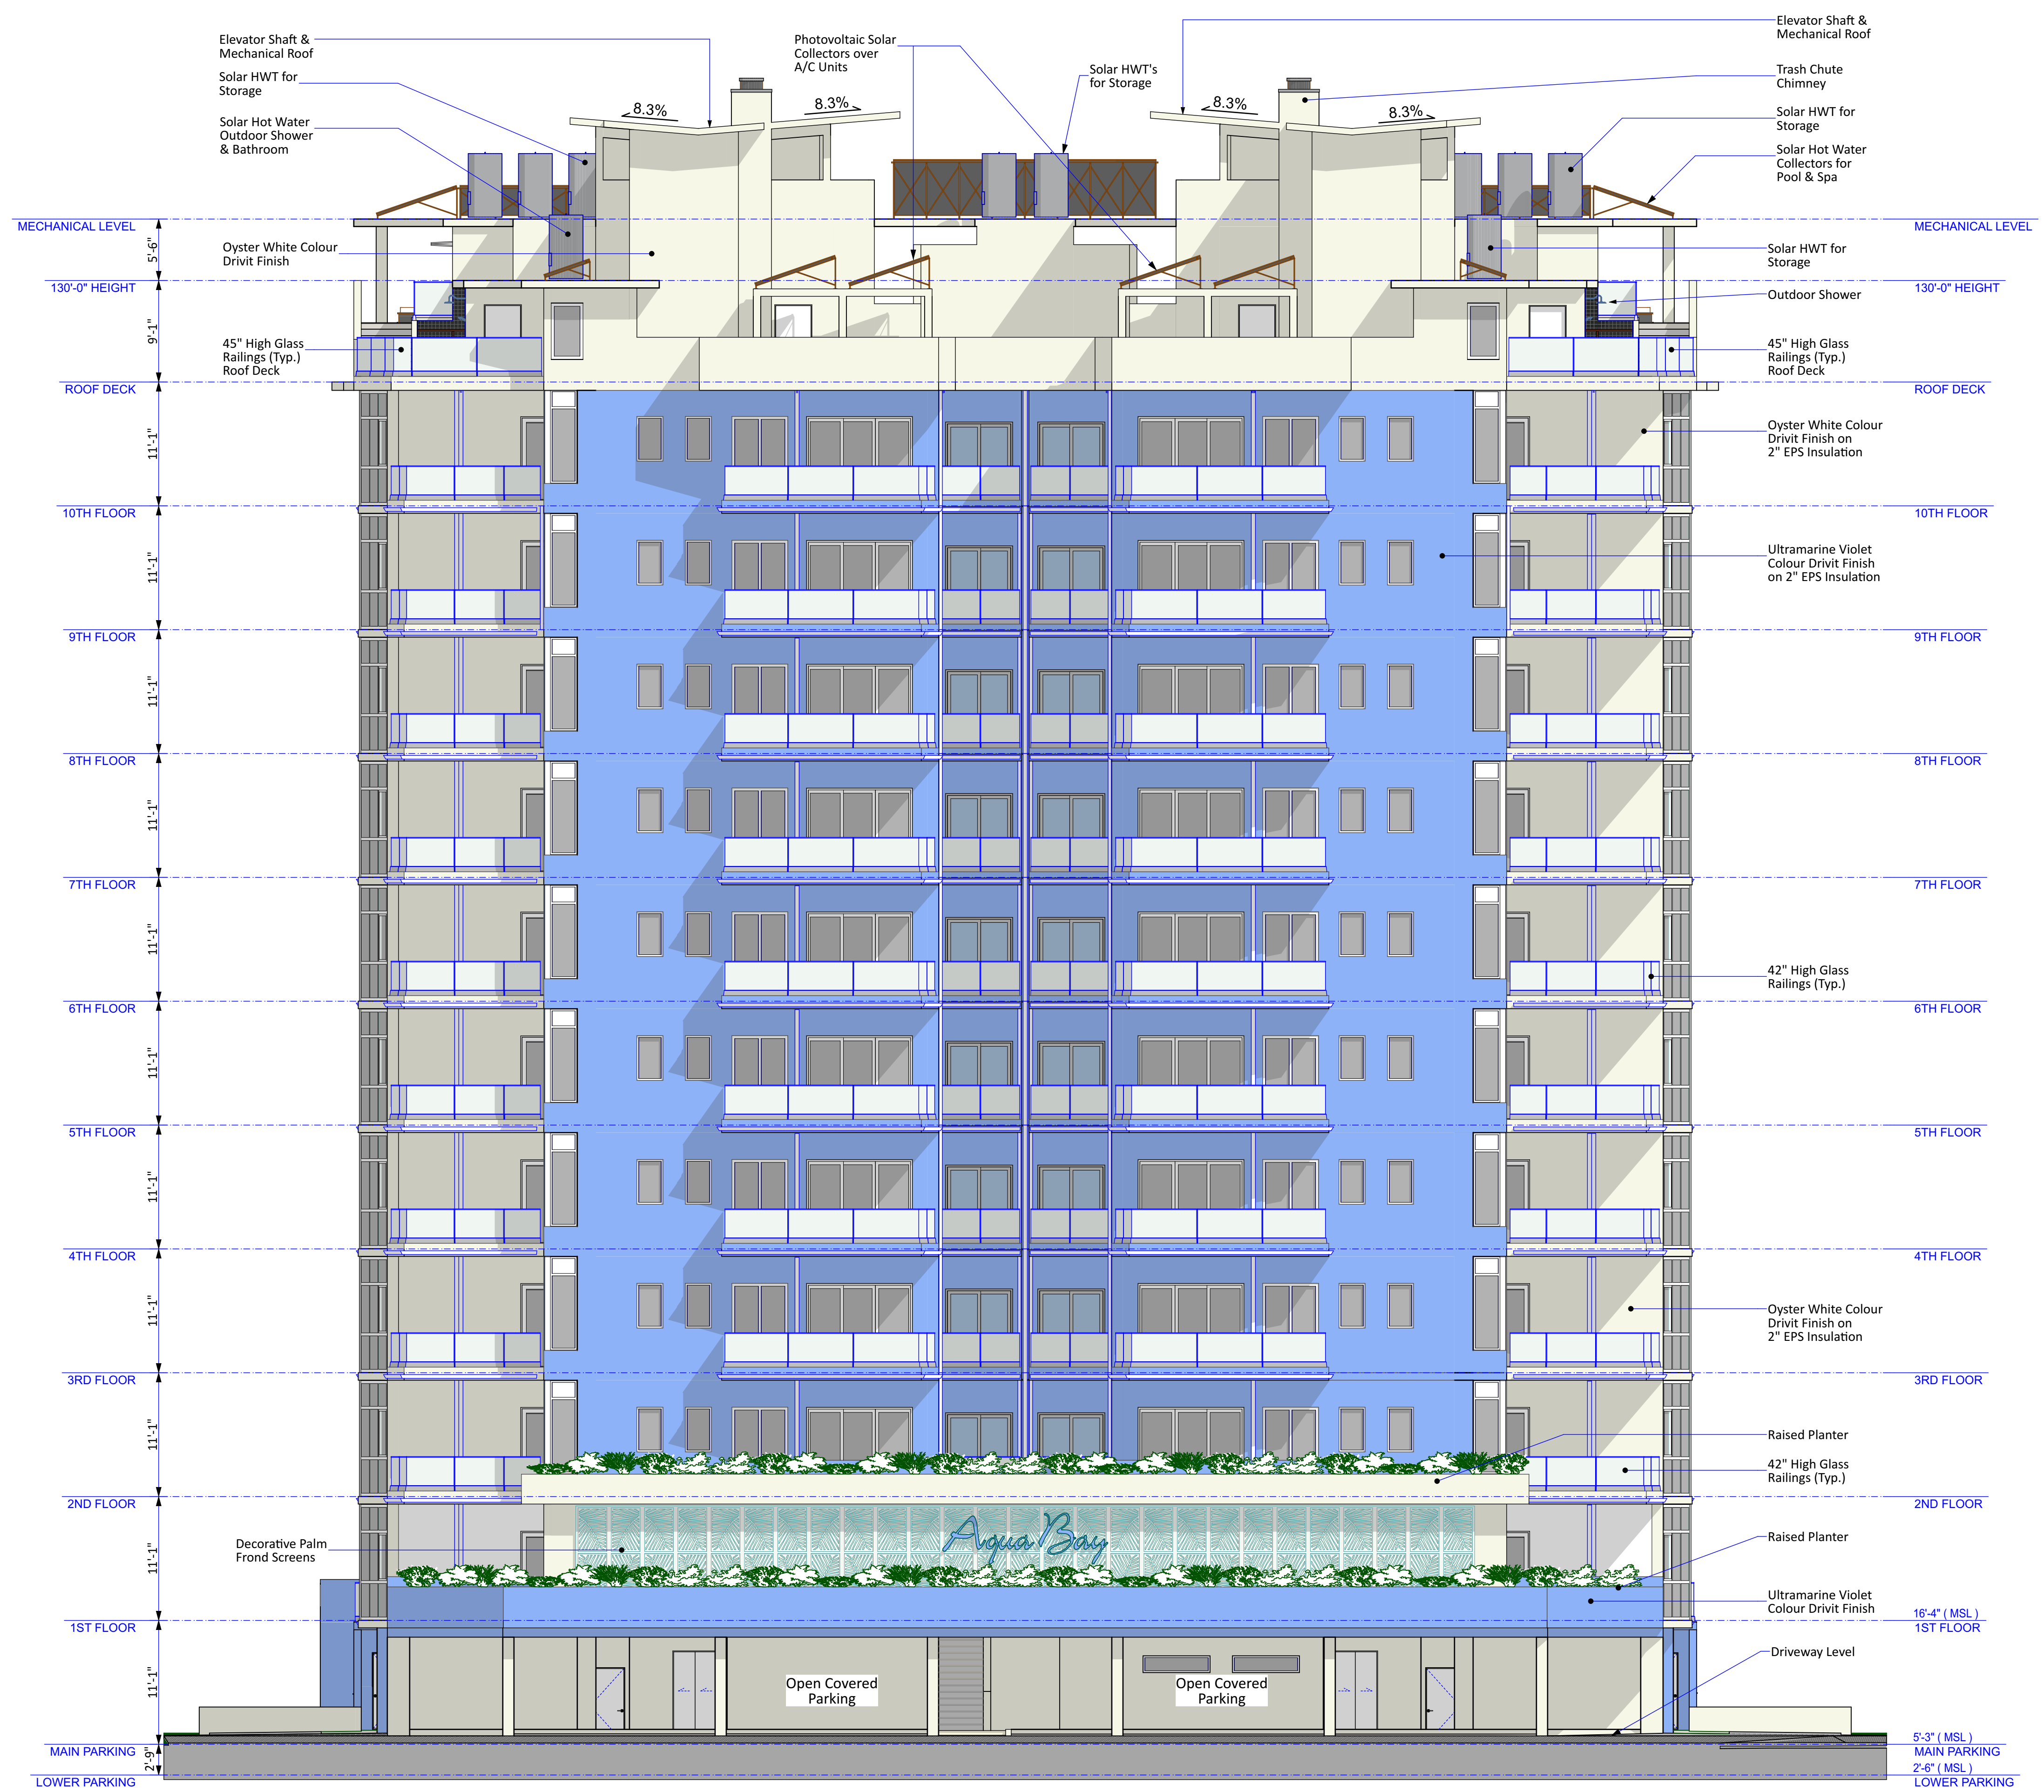 Elevator Shaft &
Mechanical Roof
Solar HWT for
Storage
Solar Hot Water
Outdoor Shower
& Bathroom
Photovoltaic Solar
Collectors over
A/C Units
Solar HWT's
for Storage
Elevator Shaft &
Mechanical Roof
Trash Chute
Chimney
Solar HWT for
Storage
Solar Hot Water
Collectors for
Pool & Spa
8.3%
8.3%
8.3%
8.3%
MECHANICAL LEVEL
MECHANICAL LEVEL
5'-6"
Oyster White Colour
Drivit Finish
Solar HWT for
Storage
130'-0" HEIGHT
130'-0" HEIGHT
Outdoor Shower
9'-1"
45" High Glass
Railings (Typ.)
Roof Deck
45" High Glass
Railings (Typ.)
Roof Deck
ROOF DECK
ROOF DECK
11'-1"
Oyster White Colour
Drivit Finish on
2" EPS Insulation
10TH FLOOR
10TH FLOOR
11'-1"
Ultramarine Violet
Colour Drivit Finish
on 2" EPS Insulation
9TH FLOOR
9TH FLOOR
11'-1"
8TH FLOOR
8TH FLOOR
11'-1"
7TH FLOOR
7TH FLOOR
11'-1"
42" High Glass
Railings (Typ.)
6TH FLOOR
6TH FLOOR
11'-1"
5TH FLOOR
5TH FLOOR
11'-1"
4TH FLOOR
4TH FLOOR
11'-1"
Oyster White Colour
Drivit Finish on
2" EPS Insulation
3RD FLOOR
3RD FLOOR
11'-1"
Raised Planter
42" High Glass
Railings (Typ.)
2ND FLOOR
2ND FLOOR
11'-1"
Decorative Palm
Frond Screens
Aqua Bay
Raised Planter
Ultramarine Violet
Colour Drivit Finish
16'-4" ( MSL )
1ST FLOOR
1ST FLOOR
11'-1"
Driveway Level
Open Covered
Parking
Open Covered
Parking
5'-3" ( MSL )
MAIN PARKING
MAIN PARKING
2'-9"
2'-6" ( MSL )
LOWER PARKING
LOWER PARKING